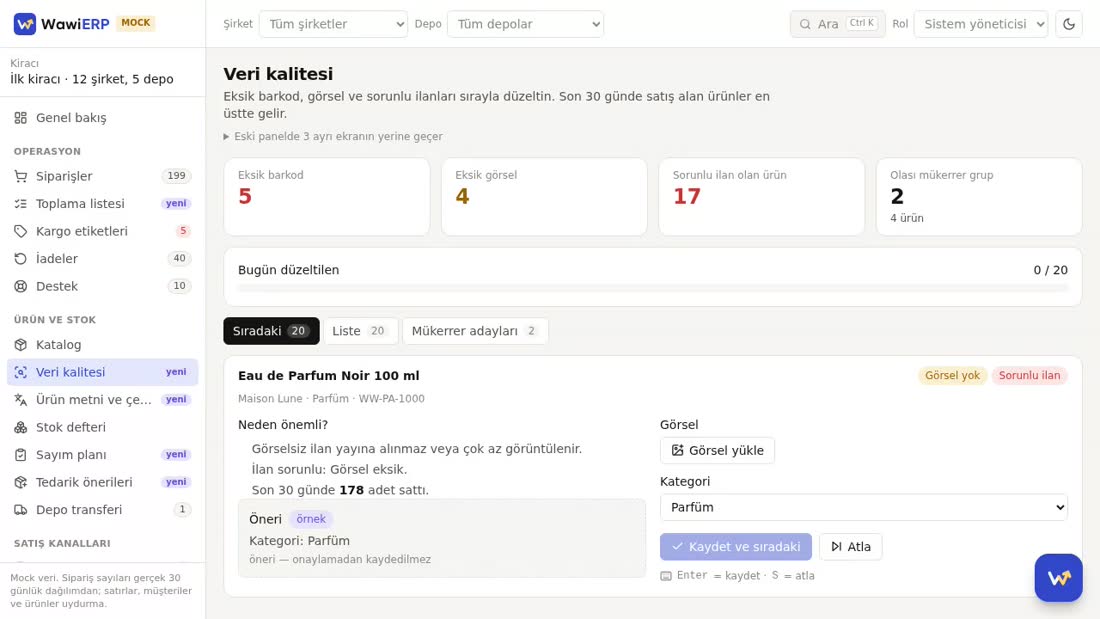 WawiERP MOCK
Şirket Tüm şirketler Depo Tüm depolar Ara Ctrl K Rol Sistem yöneticisi
Kiracı
İlk kiracı · 12 şirket, 5 depo
Genel bakış
OPERASYON
Siparişler 199
Toplama listesi yeni
Kargo etiketleri 5
İadeler 40
Destek 10
ÜRÜN VE STOK
Katalog
Veri kalitesi yeni
Ürün metni ve çe... yeni
Stok defteri
Sayım planı yeni
Tedarik önerileri yeni
Depo transferi 1
SATIŞ KANALLARI
Mock veri. Sipariş sayıları gerçek 30
günlük dağılımdan; satırlar, müşteriler
ve ürünler uydurma.
Veri kalitesi
Eksik barkod, görsel ve sorunlu ilanları sırayla düzeltin. Son 30 günde satış alan ürünler en
üstte gelir.
Eski panelde 3 ayrı ekranın yerine geçer
Eksik barkod
5
Eksik görsel
4
Sorunlu ilan olan ürün
17
Olası mükerrer grup
2
4 ürün
Bugün düzeltilen 0 / 20
Sıradaki 20 Liste 20 Mükerrer adayları 2
Eau de Parfum Noir 100 ml Görsel yok Sorunlu ilan
Maison Lune · Parfüm · WW-PA-1000
Neden önemli?
Görselsiz ilan yayına alınmaz veya çok az görüntülenir.
İlan sorunlu: Görsel eksik.
Son 30 günde 178 adet sattı.
Öneri örnek
Kategori: Parfüm
öneri — onaylamadan kaydedilmez
Görsel
Görsel yükle
Kategori
Parfüm
Kaydet ve sıradaki Atla
Enter = kaydet · S = atla